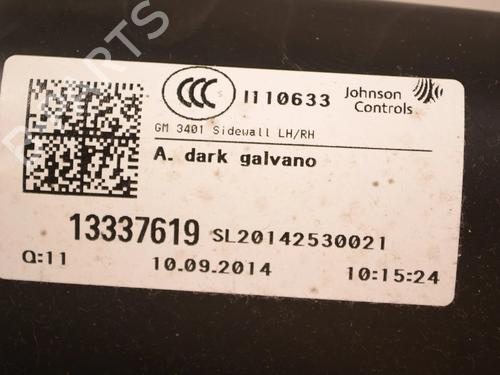 PARTS
CCC S I110633 Johnson
Controls
GM 3401 Sidewall LH/RH
A. dark galvano
13337619 SL20142530021
Q:11 10.09.2014 10:15:24